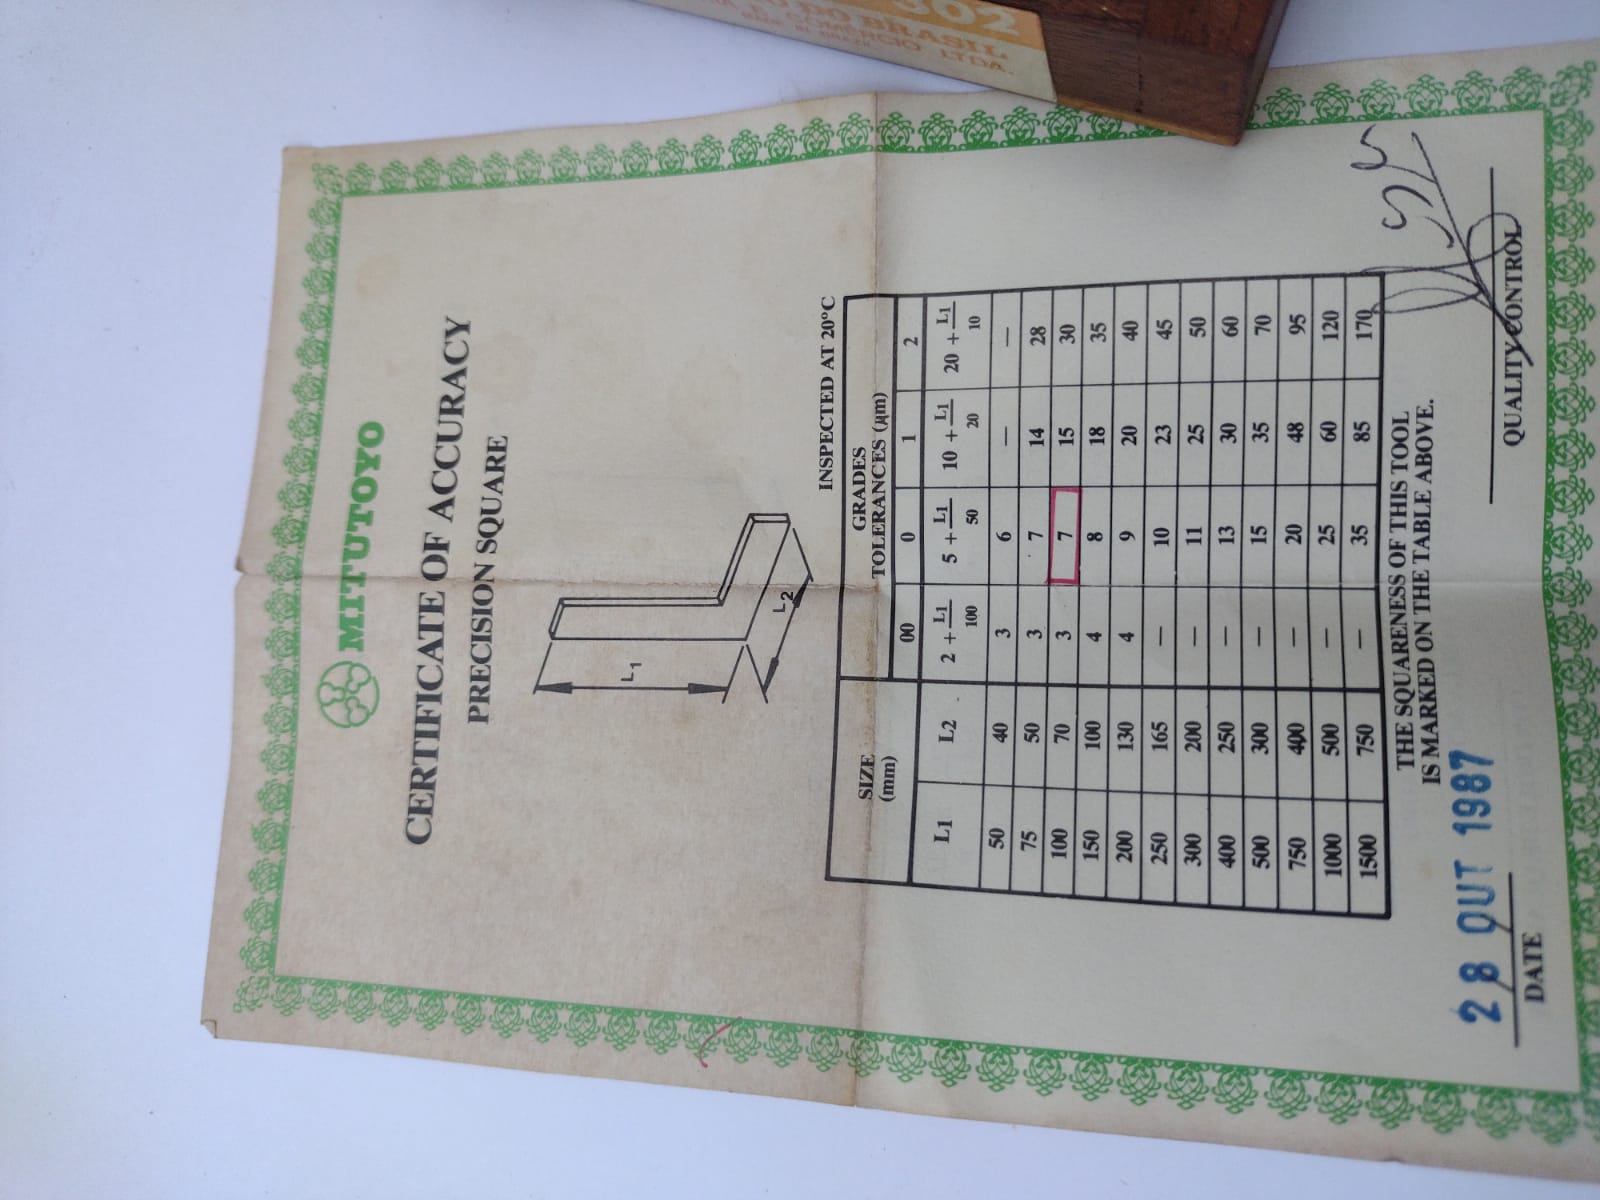 302
DO BRASIL
COMÉRCIO LTDA.
MITUTOYO
CERTIFICATE OF ACCURACY
PRECISION SQUARE
L1
L2
INSPECTED AT 20°C
SIZE (mm) GRADES TOLERANCES (μm)
L1 L2 00 0 1 2
2 + L1/100 5 + L1/50 10 + L1/20 20 + L1/10
50 40 3 6 — —
75 50 3 7 14 28
100 70 3 7 15 30
150 100 4 8 18 35
200 130 4 9 20 40
250 165 — 10 23 45
300 200 — 11 25 50
400 250 — 13 30 60
500 300 — 15 35 70
750 400 — 20 48 95
1000 500 — 25 60 120
1500 750 — 35 85 170
THE SQUARENESS OF THIS TOOL
IS MARKED ON THE TABLE ABOVE.
28 OUT 1987
DATE
QUALITY CONTROL